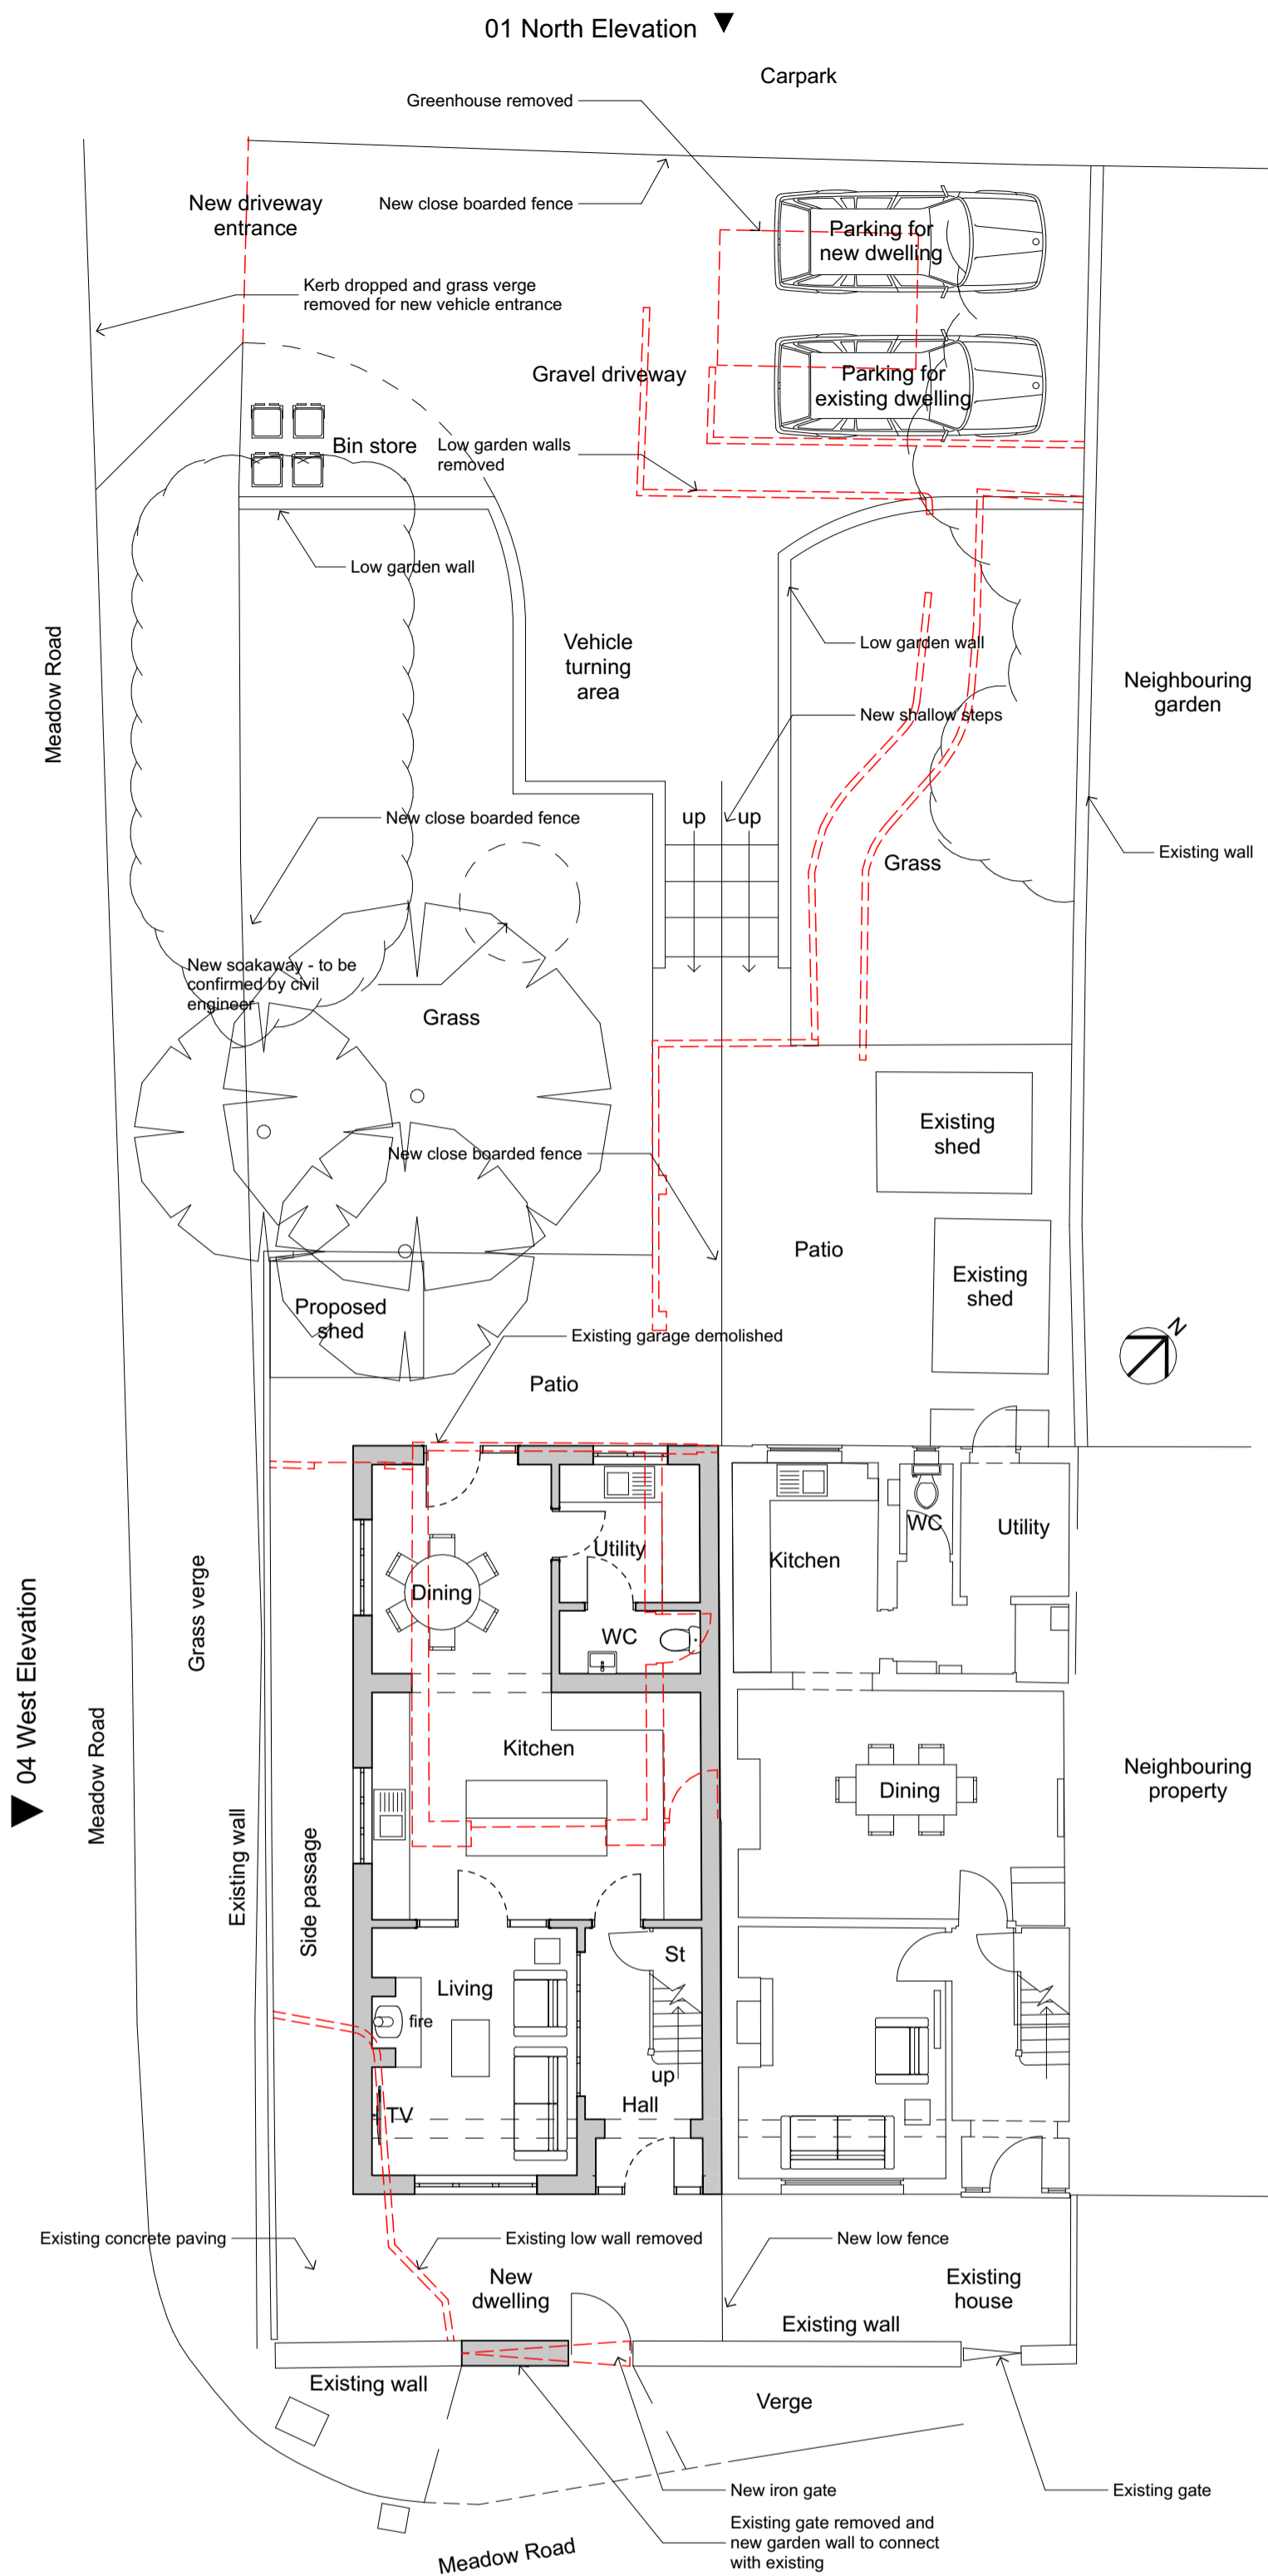 01 North Elevation
Carpark
Greenhouse removed
New driveway
entrance
New close boarded fence
Parking for
new dwelling
Kerb dropped and grass verge
removed for new vehicle entrance
Gravel driveway
Parking for
existing dwelling
Bin store
Low garden walls
removed
Low garden wall
Meadow Road
Vehicle
turning
area
Low garden wall
Neighbouring
garden
New shallow steps
New close boarded fence
up
up
Existing wall
Grass
New soakaway - to be
confirmed by civil
engineer
Grass
Existing
shed
New close boarded fence
Patio
Existing
shed
Proposed
shed
Existing garage demolished
N
Patio
Grass verge
Dining
Utility
WC
Kitchen
WC
Utility
04 West Elevation
Meadow Road
Existing wall
Side passage
Kitchen
Dining
Neighbouring
property
St
Living
fire
up
Hall
TV
Existing concrete paving
Existing low wall removed
New low fence
New
dwelling
Existing
house
Existing wall
Existing wall
Verge
New iron gate
Existing gate
Existing gate removed and
new garden wall to connect
with existing
Meadow Road